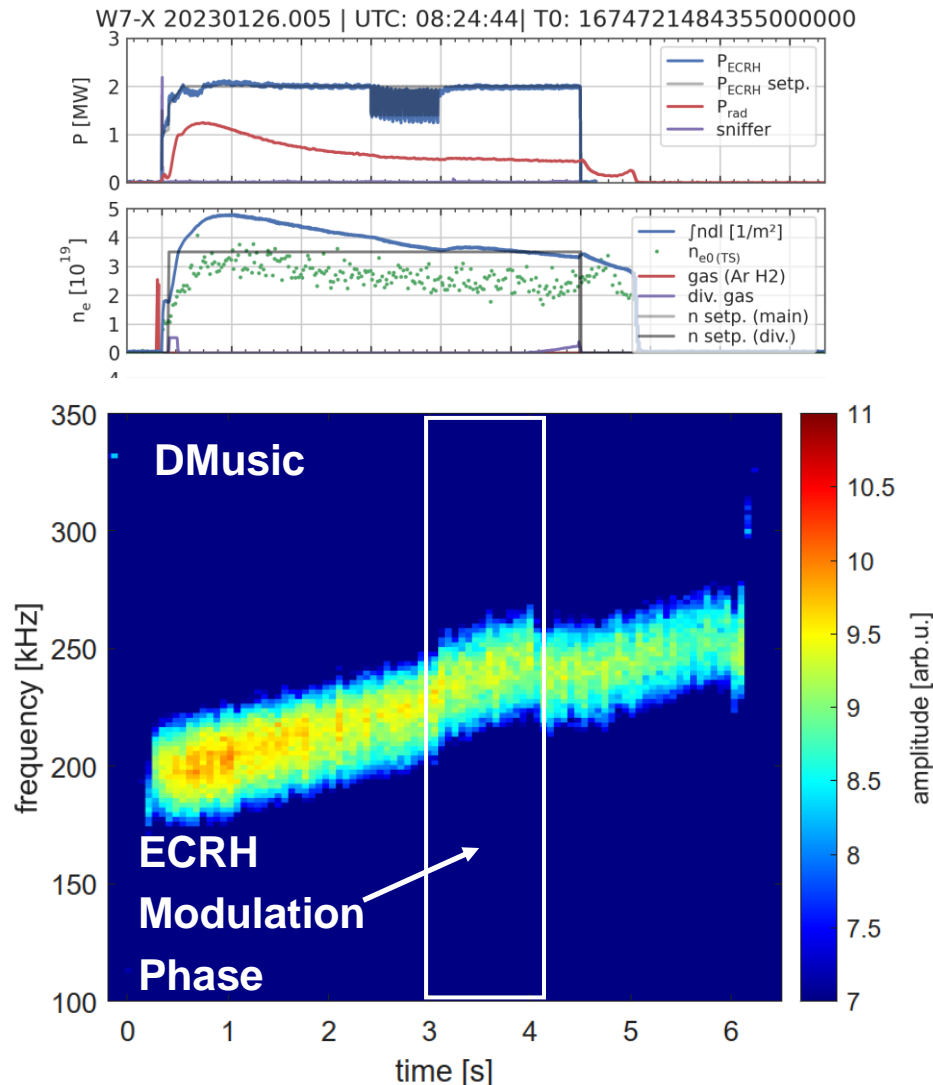 W7-X 20230126.005 | UTC: 08:24:44| T0: 1674721484355000000
P [MW]
3
2
1
0
P_ECRH
P_ECRH setp.
P_rad
sniffer
n_e [10^19]
5
4
3
2
1
0
∫ndl [1/m²]
n_e0 (TS)
gas (Ar H2)
div. gas
n setp. (main)
n setp. (div.)
4
DMusic
ECRH
Modulation
Phase
frequency [kHz]
350
300
250
200
150
100
0 1 2 3 4 5 6
time [s]
11
10.5
10
9.5
9
8.5
8
7.5
7
amplitude [arb.u.]